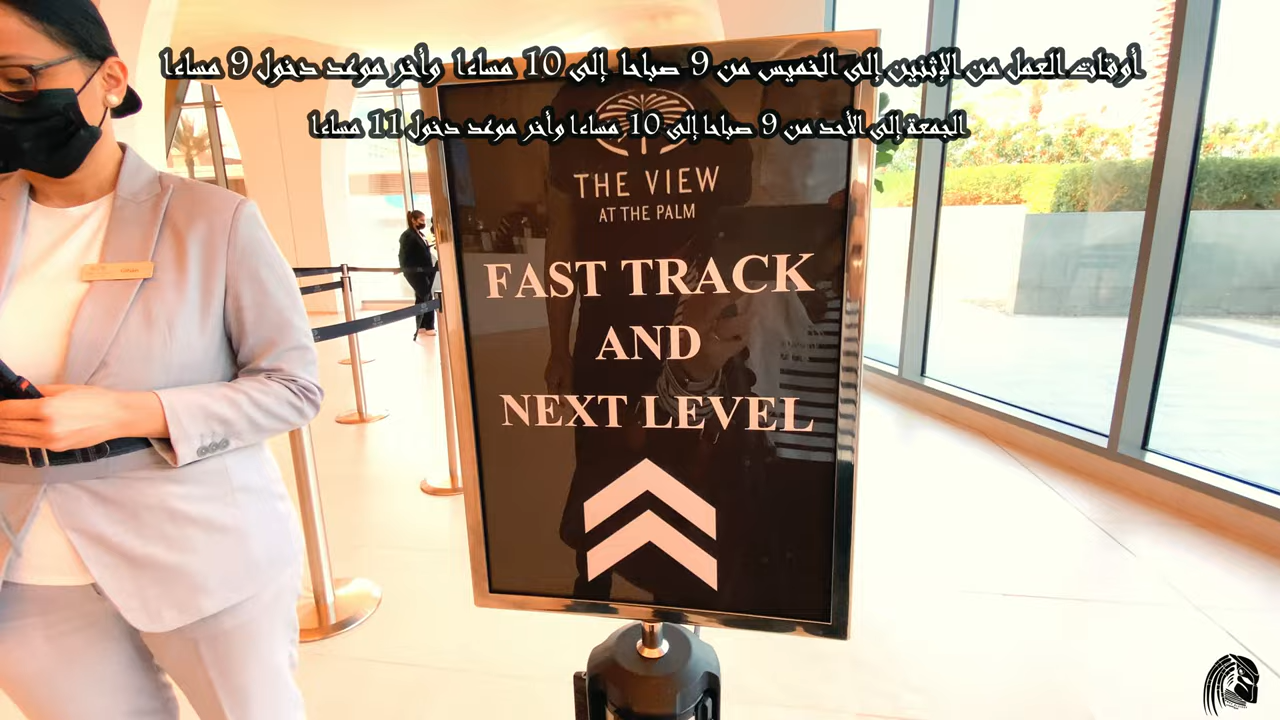 أوقات العمل من الإثنين إلى الخميس من 9 صباحا إلى 10 مساءا وأخر موعد دخول 9 مساءا
الجمعة إلى الأحد من 9 صباحا إلى 10 مساءا وأخر موعد دخول 11 مساءا
THE VIEW
AT THE PALM
FAST TRACK
AND
NEXT LEVEL